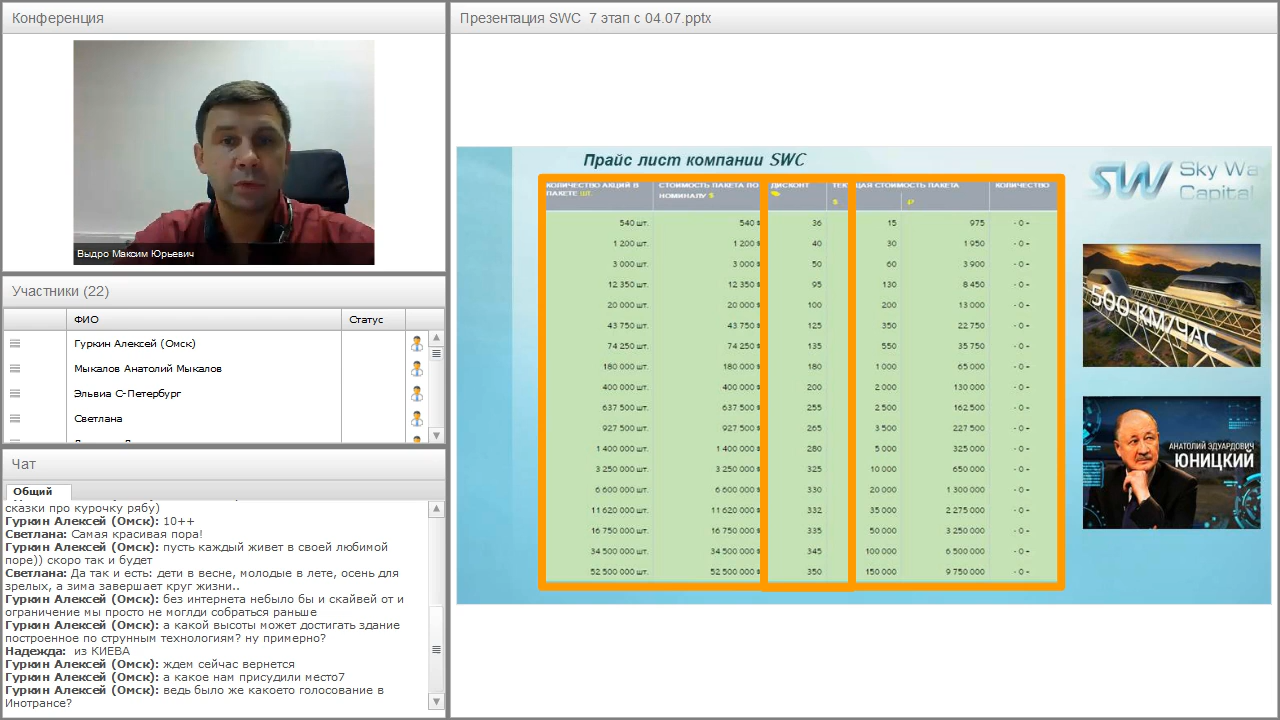 Конференция
Выдро Максим Юрьевич
Участники (22)
ФИО Статус
Гуркин Алексей (Омск)
Мыкалов Анатолий Мыкалов
Эльвиа С-Петербург
Светлана
Чат
Общий
сказки про курочку рябу)
Гуркин Алексей (Омск): 10++
Светлана: Самая красивая пора!
Гуркин Алексей (Омск): пусть каждый живет в своей любимой
поре)) скоро так и будет
Светлана: Да так и есть: дети в весне, молодые в лете, осень для
зрелых, а зима завершает круг жизни..
Гуркин Алексей (Омск): без интернета небыло бы и скайвей от и
ограничение мы просто не моглди собраться раньше
Гуркин Алексей (Омск): а какой высоты может достигать здание
построенное по струнным технологиям? ну примерно?
Надежда: из КИЕВА
Гуркин Алексей (Омск): ждем сейчас вернется
Гуркин Алексей (Омск): а какое нам присудили место7
Гуркин Алексей (Омск): ведь было же какоето голосование в
Инотрансе?
Презентация SWC 7 этап с 04.07.pptx
Прайс лист компании SWC
КОЛИЧЕСТВО АКЦИЙ В СТОИМОСТЬ ПАКЕТА ПО ДИСКОНТ ТЕК ЩАЯ СТОИМОСТЬ ПАКЕТА КОЛИЧЕСТВО
ПАКЕТЕ ШТ. НОМИНАЛУ $ % $ ₽
540 шт. 540 $ 36 15 975 - 0 +
1 200 шт. 1 200 $ 40 30 1 950 - 0 +
3 000 шт. 3 000 $ 50 60 3 900 - 0 +
12 350 шт. 12 350 $ 95 130 8 450 - 0 +
20 000 шт. 20 000 $ 100 200 13 000 - 0 +
43 750 шт. 43 750 $ 125 350 22 750 - 0 +
74 250 шт. 74 250 $ 135 550 35 750 - 0 +
180 000 шт. 180 000 $ 180 1 000 65 000 - 0 +
400 000 шт. 400 000 $ 200 2 000 130 000 - 0 +
637 500 шт. 637 500 $ 255 2 500 162 500 - 0 +
927 500 шт. 927 500 $ 265 3 500 227 500 - 0 +
1 400 000 шт. 1 400 000 $ 280 5 000 325 000 - 0 +
3 250 000 шт. 3 250 000 $ 325 10 000 650 000 - 0 +
6 600 000 шт. 6 600 000 $ 330 20 000 1 300 000 - 0 +
11 620 000 шт. 11 620 000 $ 332 35 000 2 275 000 - 0 +
16 750 000 шт. 16 750 000 $ 335 50 000 3 250 000 - 0 +
34 500 000 шт. 34 500 000 $ 345 100 000 6 500 000 - 0 +
52 500 000 шт. 52 500 000 $ 350 150 000 9 750 000 - 0 +
SW Sky Wa
Capital
500 КМ/ЧАС
АНАТОЛИЙ ЭДУАРДОВИЧ
ЮНИЦКИЙ